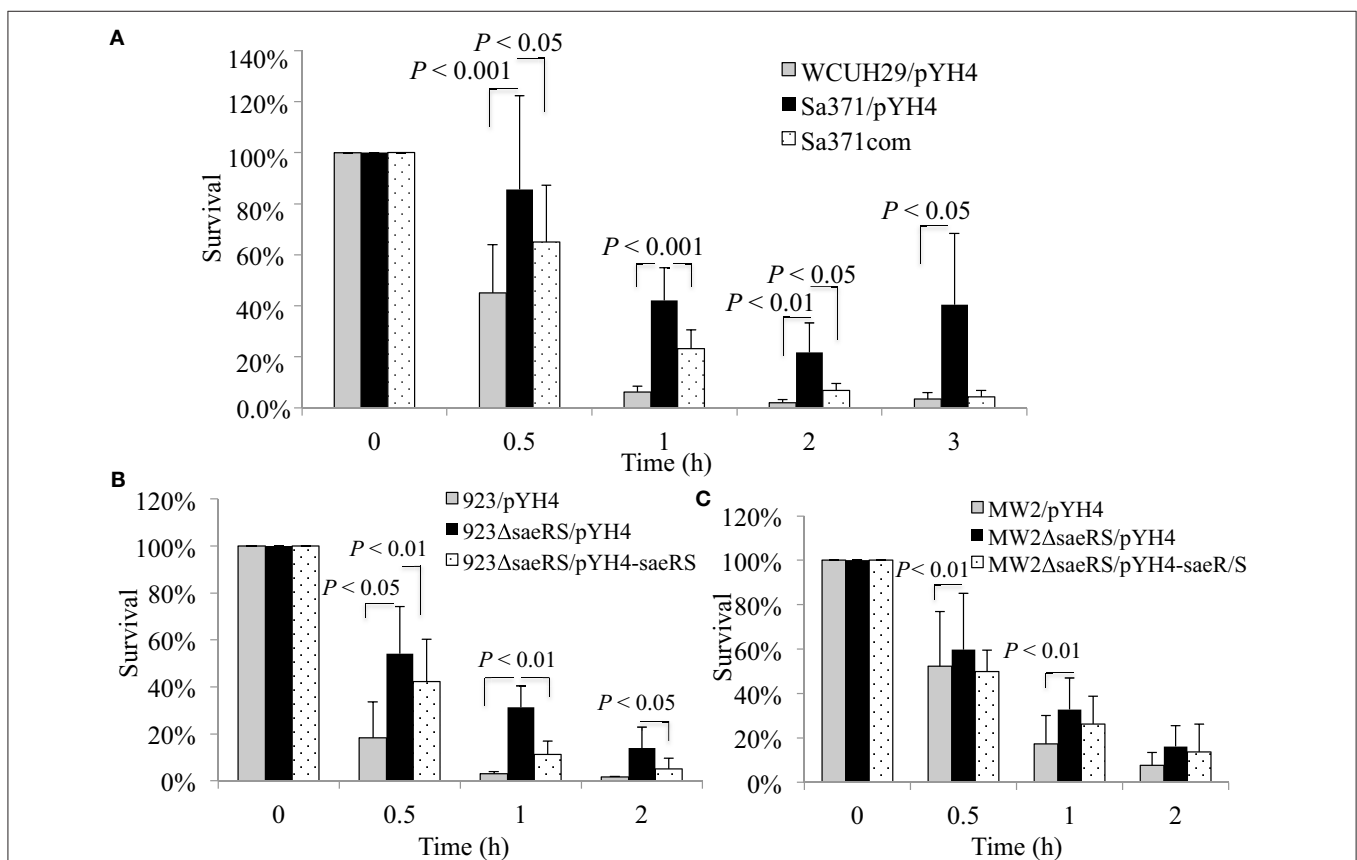 A
140%
120%
100%
80%
60%
40%
20%
0.0%
Survival
P < 0.001
P < 0.05
P < 0.001
P < 0.01
P < 0.05
P < 0.05
WCUH29/pYH4
Sa371/pYH4
Sa371com
0 0.5 1 2 3
Time (h)
B
120%
100%
80%
60%
40%
20%
0%
Survival
923/pYH4
923ΔsaeRS/pYH4
923ΔsaeRS/pYH4-saeRS
P < 0.05
P < 0.01
P < 0.01
P < 0.05
0 0.5 1 2
Time (h)
C
120%
100%
80%
60%
40%
20%
0%
Survival
MW2/pYH4
MW2ΔsaeRS/pYH4
MW2ΔsaeRS/pYH4-saeR/S
P < 0.01
P < 0.01
0 0.5 1 2
Time (h)